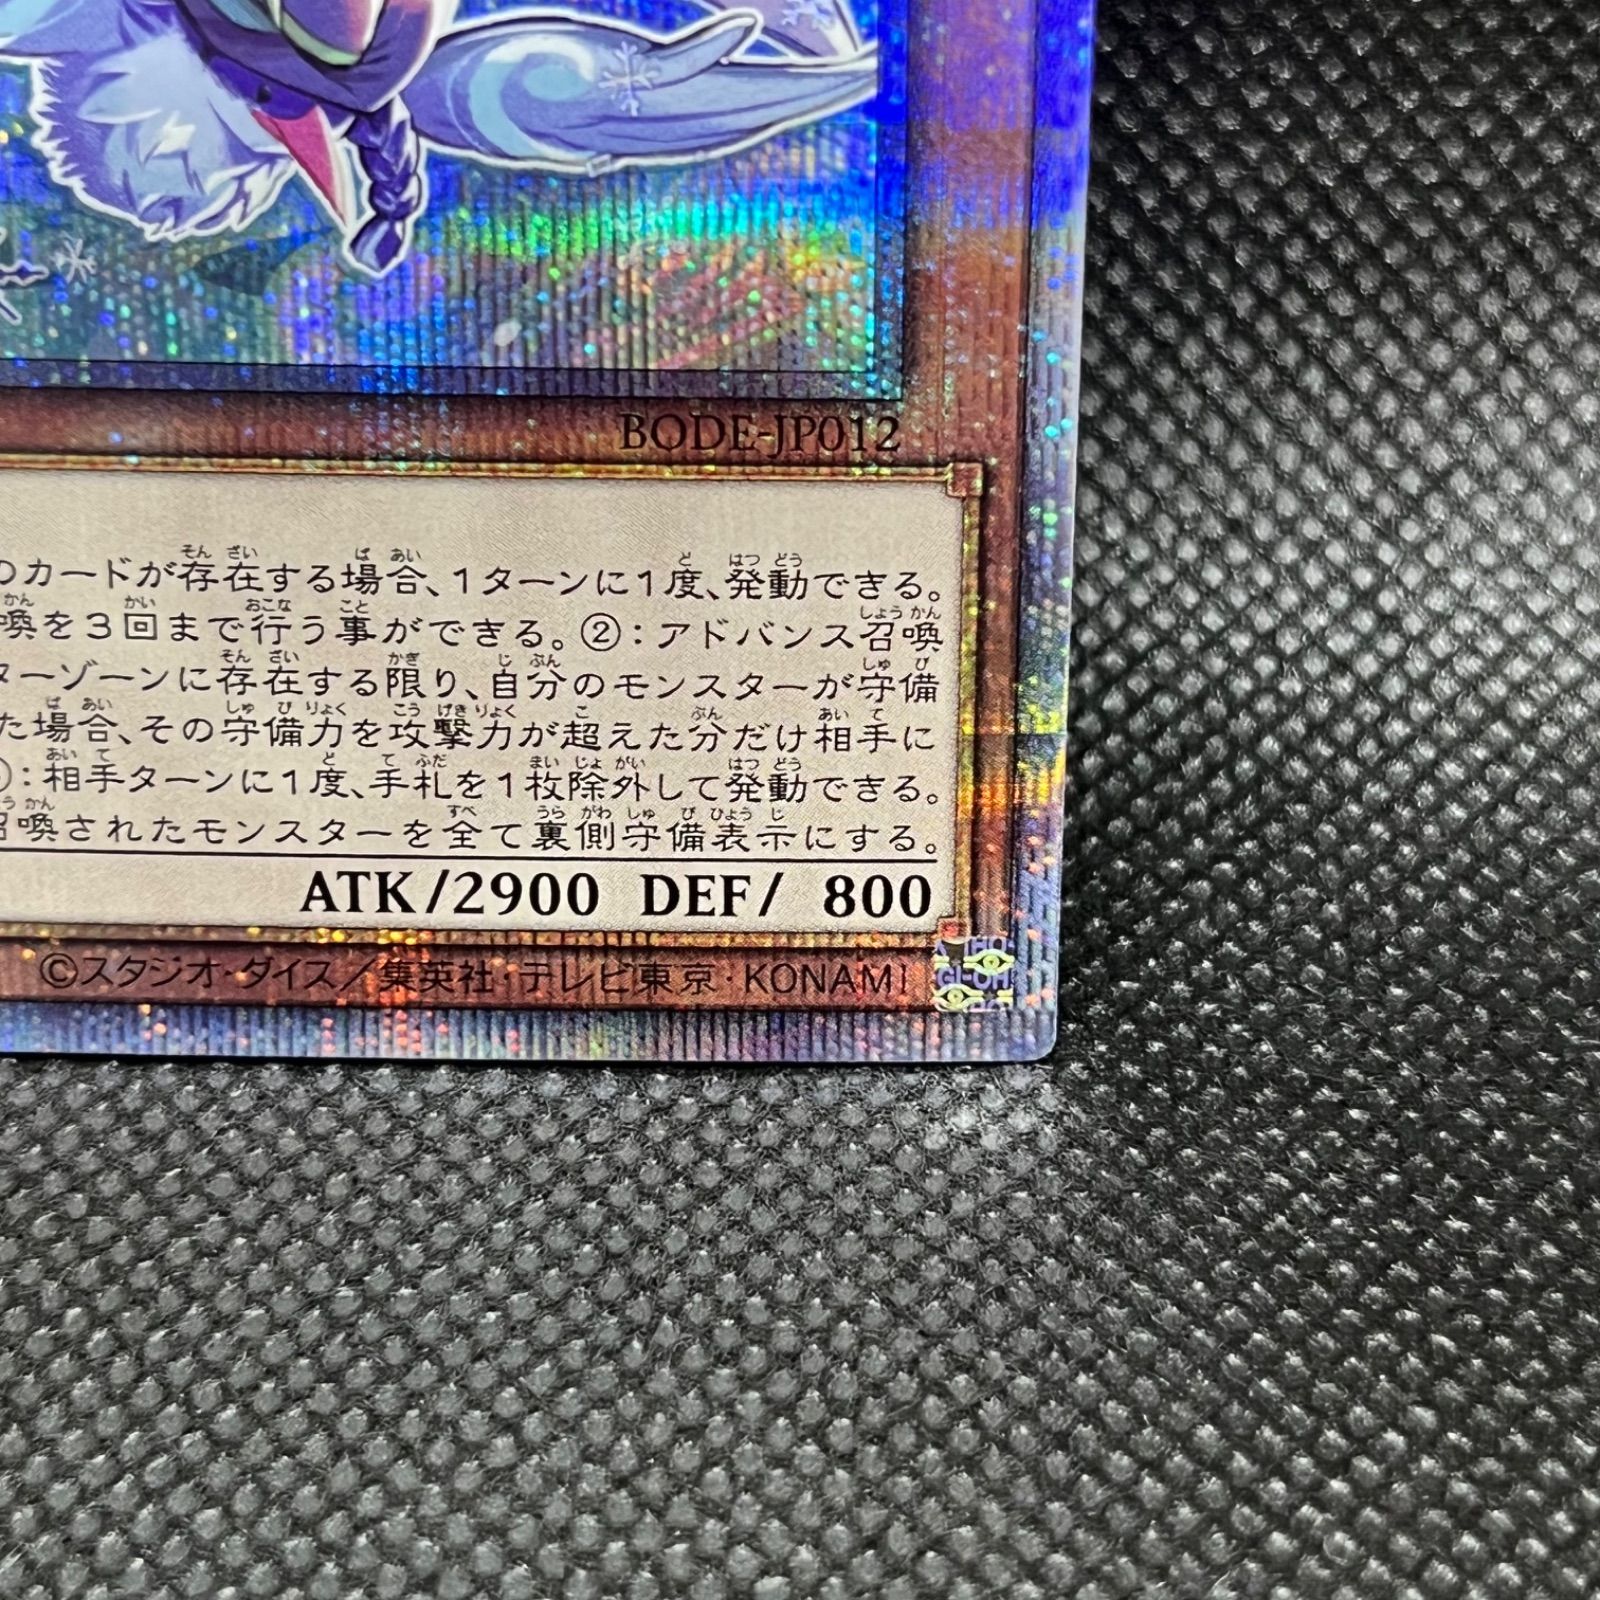 BODE-JP012
のカードが存在する場合、1ターンに1度、発動できる。
喚を3回まで行う事ができる。②：アドバンス召喚
ターゾーンに存在する限り、自分のモンスターが守備
た場合、その守備力を攻撃力が超えた分だけ相手に
：相手ターンに1度、手札を1枚除外して発動できる。
召喚されたモンスターを全て裏側守備表示にする。
ATK/2900 DEF/ 800
©スタジオ・ダイス／集英社・テレビ東京・KONAMI